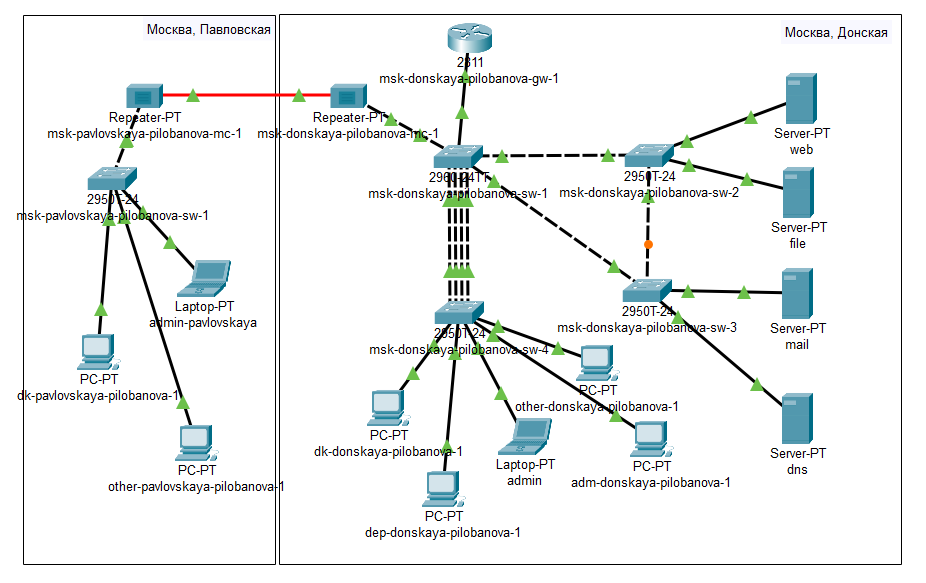 Москва, Павловская
Москва, Донская
2811
msk-donskaya-pilobanova-gw-1
Repeater-PT
msk-pavlovskaya-pilobanova-mc-1
Repeater-PT
msk-donskaya-pilobanova-mc-1
2950T-24
msk-pavlovskaya-pilobanova-sw-1
2960-24TT
msk-donskaya-pilobanova-sw-1
2950T-24
msk-donskaya-pilobanova-sw-2
Server-PT
web
Server-PT
file
Laptop-PT
admin-pavlovskaya
2950T-24
msk-donskaya-pilobanova-sw-4
2950T-24
msk-donskaya-pilobanova-sw-3
Server-PT
mail
PC-PT
dk-pavlovskaya-pilobanova-1
PC-PT
other-donskaya-pilobanova-1
PC-PT
other-pavlovskaya-pilobanova-1
PC-PT
dk-donskaya-pilobanova-1
Laptop-PT
admin
PC-PT
adm-donskaya-pilobanova-1
Server-PT
dns
PC-PT
dep-donskaya-pilobanova-1